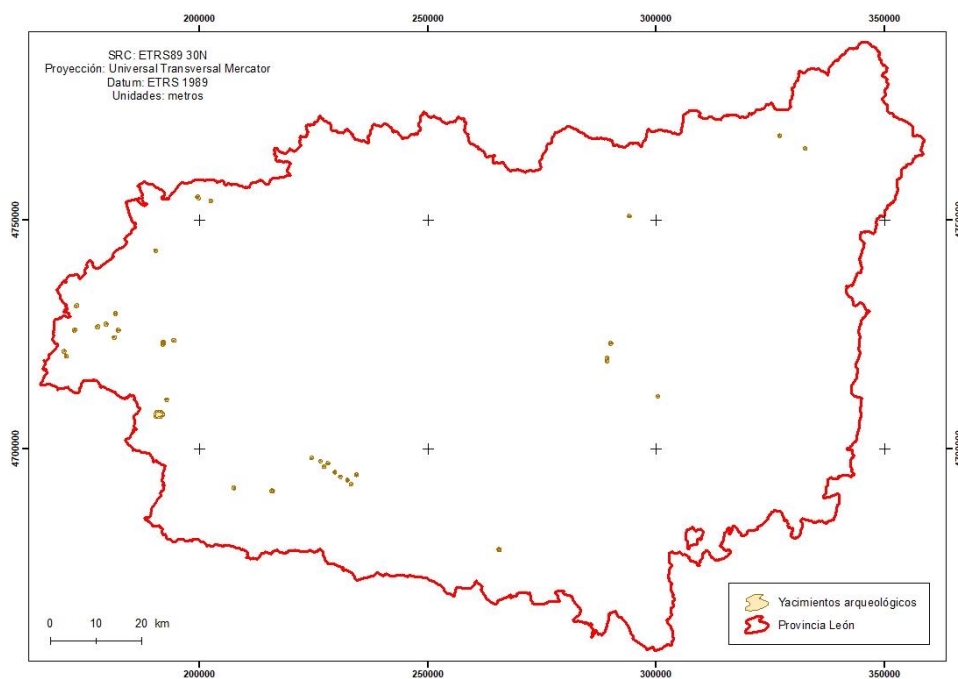 200000 250000 300000 350000
SRC: ETRS89 30N
Proyección: Universal Transversal Mercator
Datum: ETRS 1989
Unidades: metros
4750000 4750000
4700000 4700000
Yacimientos arqueológicos
Provincia León
0 10 20 km
200000 250000 300000 350000